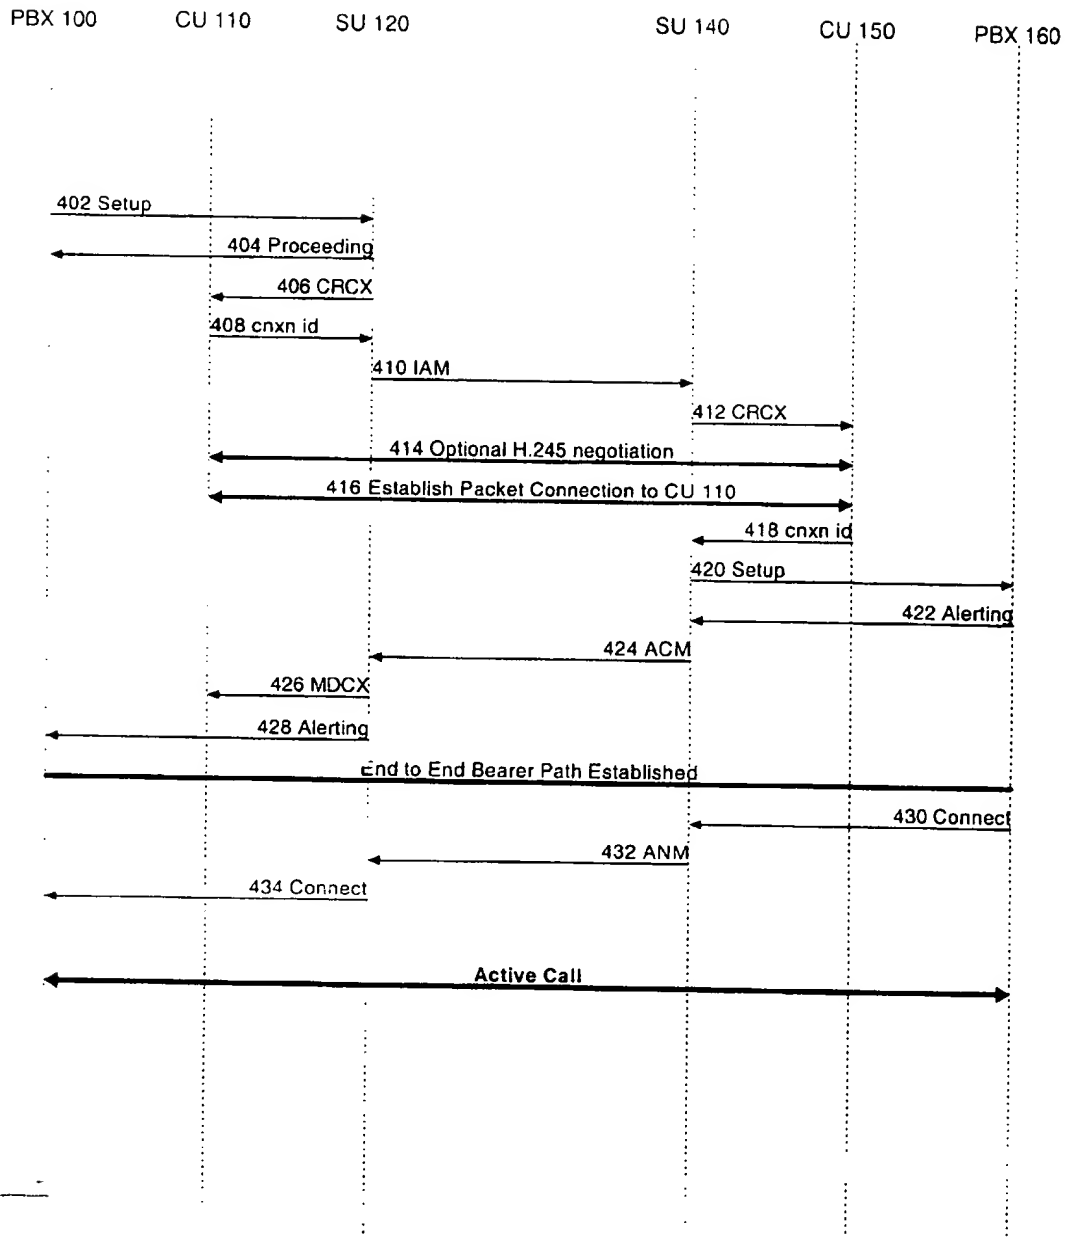 PBX 100 CU 110 SU 120 SU 140 CU 150 PBX 160
402 Setup
404 Proceeding
406 CRCX
408 cnxn id
410 IAM
412 CRCX
414 Optional H.245 negotiation
416 Establish Packet Connection to CU 110
418 cnxn id
420 Setup
422 Alerting
424 ACM
426 MDCX
428 Alerting
End to End Bearer Path Established
430 Connect
432 ANM
434 Connect
Active Call